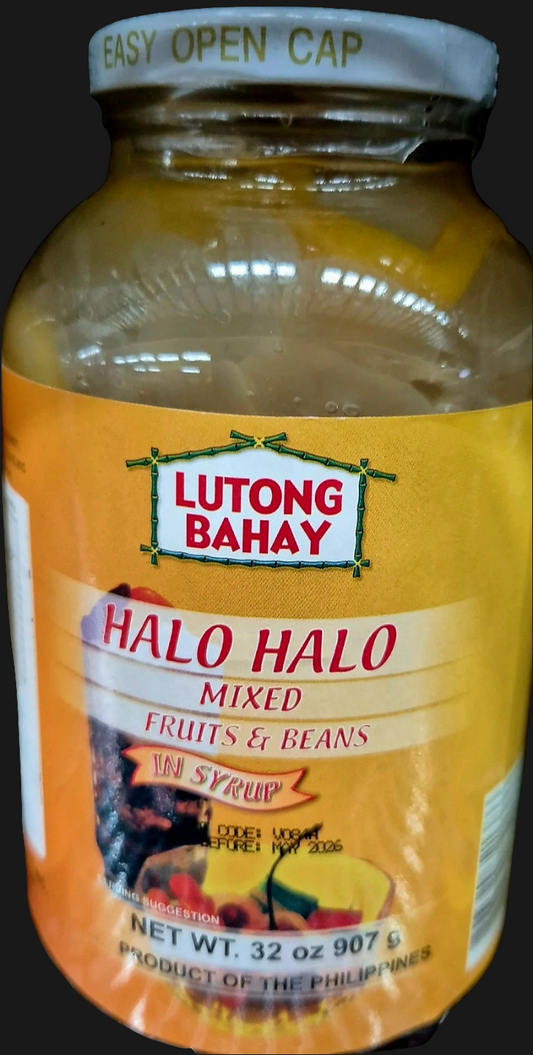 EASY OPEN CAP
LUTONG
BAHAY
HALO HALO
MIXED
FRUITS & BEANS
IN SYRUP
CODE:
BEFORE: MAY 2026
SUGGESTION
NET WT. 32 oz 907 g
PRODUCT OF THE PHILIPPINES